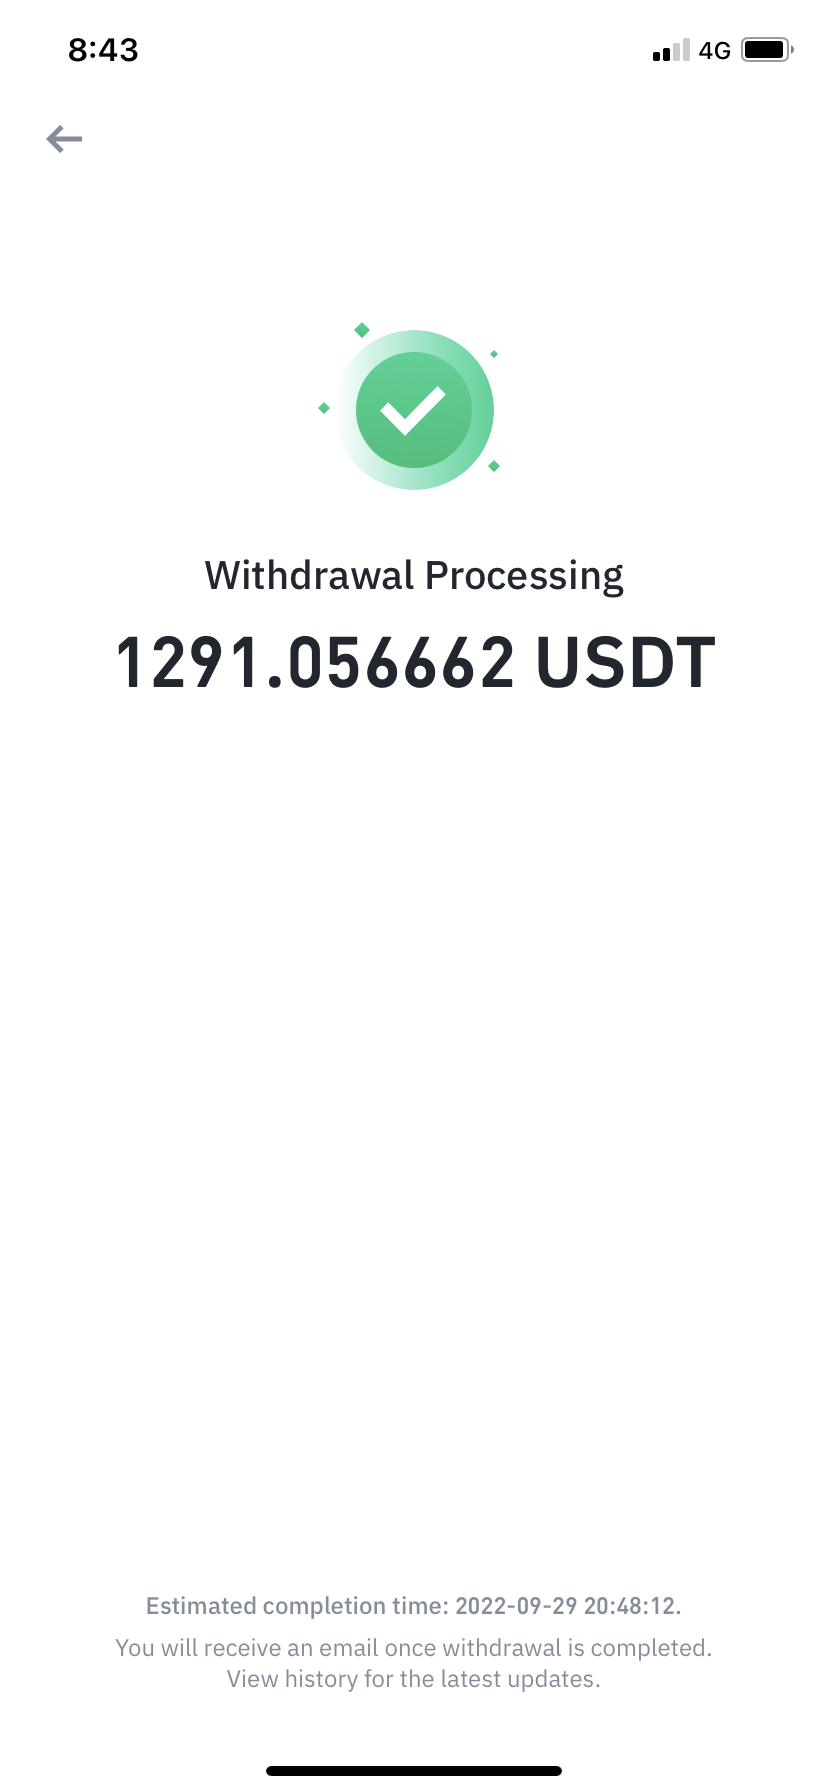 8:43
4G
Withdrawal Processing
1291.056662 USDT
Estimated completion time: 2022-09-29 20:48:12.
You will receive an email once withdrawal is completed.
View history for the latest updates.